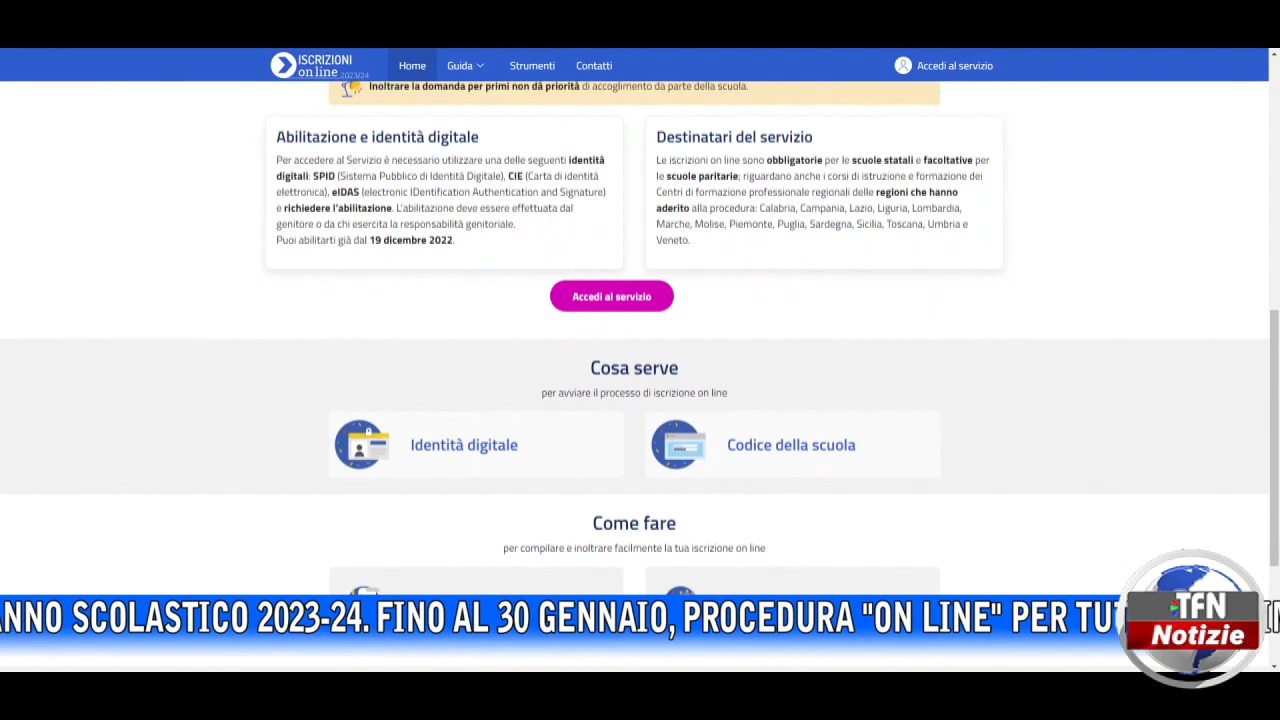 ISCRIZIONI
on line 2023/24
Home
Guida
Strumenti
Contatti
Accedi al servizio
Inoltrare la domanda per primi non dà priorità di accoglimento da parte della scuola.
Abilitazione e identità digitale
Per accedere al Servizio è necessario utilizzare una delle seguenti identità
digitali: SPID (Sistema Pubblico di Identità Digitale), CIE (Carta di identità
elettronica), eIDAS (electronic IDentification Authentication and Signature)
e richiedere l'abilitazione. L'abilitazione deve essere effettuata dal
genitore o da chi esercita la responsabilità genitoriale.
Puoi abilitarti già dal 19 dicembre 2022.
Destinatari del servizio
Le iscrizioni on line sono obbligatorie per le scuole statali e facoltative per
le scuole paritarie; riguardano anche i corsi di istruzione e formazione dei
Centri di formazione professionale regionali delle regioni che hanno
aderito alla procedura: Calabria, Campania, Lazio, Liguria, Lombardia,
Marche, Molise, Piemonte, Puglia, Sardegna, Sicilia, Toscana, Umbria e
Veneto.
Accedi al servizio
Cosa serve
per avviare il processo di iscrizione on line
Identità digitale
Codice della scuola
Come fare
per compilare e inoltrare facilmente la tua iscrizione on line
ANNO SCOLASTICO 2023-24. FINO AL 30 GENNAIO, PROCEDURA "ON LINE" PER TU
TFN
Notizie